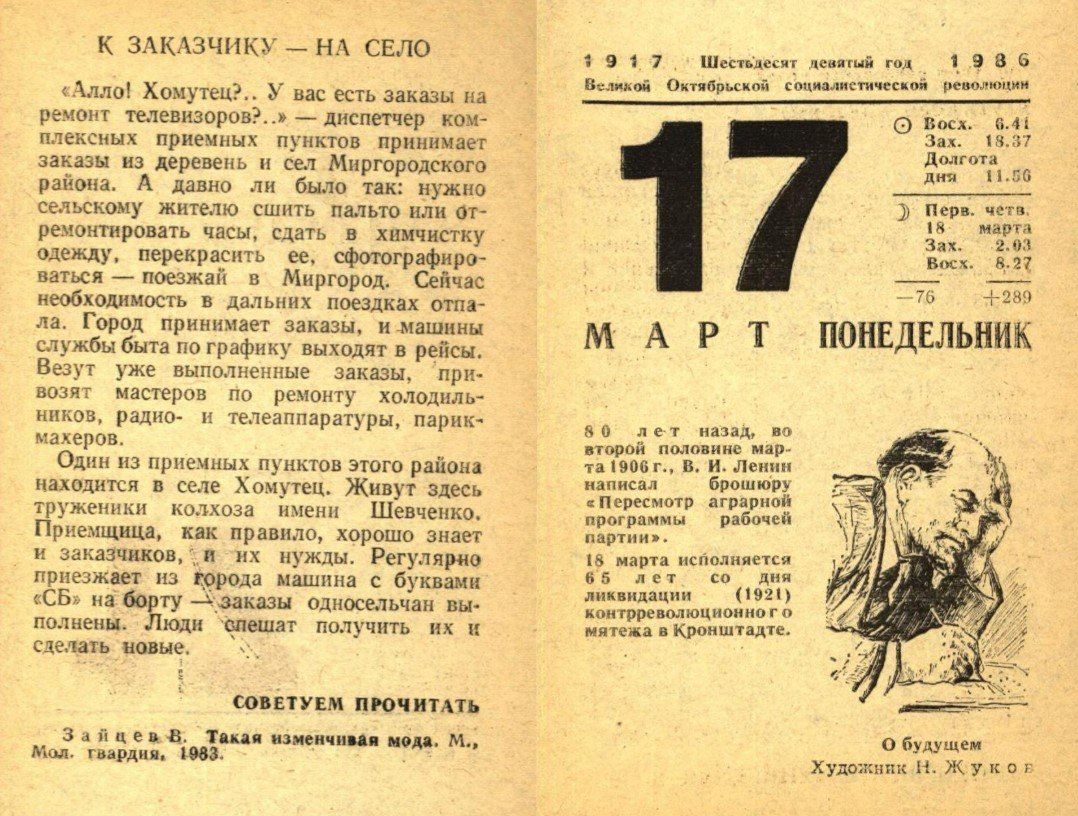 К ЗАКАЗЧИКУ — НА СЕЛО
«Алло! Хомутец?.. У вас есть заказы на
ремонт телевизоров?..» — диспетчер ком-
плексных приемных пунктов принимает
заказы из деревень и сел Миргородского
района. А давно ли было так: нужно
сельскому жителю сшить пальто или от-
ремонтировать часы, сдать в химчистку
одежду, перекрасить ее, сфотографиро-
ваться — поезжай в Миргород. Сейчас
необходимость в дальних поездках отпа-
ла. Город принимает заказы, и машины
службы быта по графику выходят в рейсы.
Везут уже выполненные заказы, при-
возят мастеров по ремонту холодиль-
ников, радио- и телеаппаратуры, парик-
махеров.
Один из приемных пунктов этого района
находится в селе Хомутец. Живут здесь
труженики колхоза имени Шевченко.
Приемщица, как правило, хорошо знает
и заказчиков, и их нужды. Регулярно
приезжает из города машина с буквами
«СБ» на борту — заказы односельчан вы-
полнены. Люди спешат получить их и
сделать новые.
СОВЕТУЕМ ПРОЧИТАТЬ
Зайцев В. Такая изменчивая мода. М.,
Мол. гвардия, 1983.
1917 Шестьдесят девятый год 1986
Великой Октябрьской социалистической революции
17
Восх. 6.41
Зах. 18.37
Долгота
дня 11.56
Перв. четв.
18 марта
Зах. 2.03
Восх. 8.27
—76 +289
МАРТ ПОНЕДЕЛЬНИК
80 лет назад, во
второй половине мар-
та 1906 г., В. И. Ленин
написал брошюру
«Пересмотр аграрной
программы рабочей
партии».
18 марта исполняется
65 лет со дня
ликвидации (1921)
контрреволюционного
мятежа в Кронштадте.
О будущем
Художник Н. Жуков